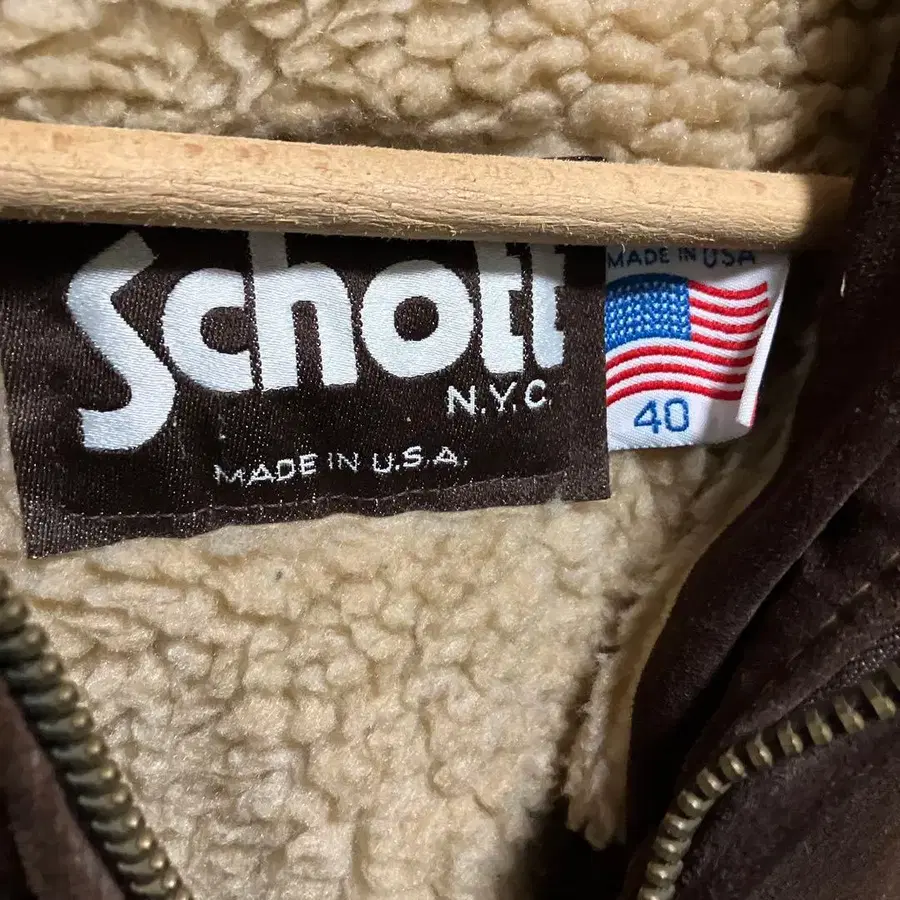 Schott
N.Y.C.
MADE IN U.S.A.
MADE IN USA
40